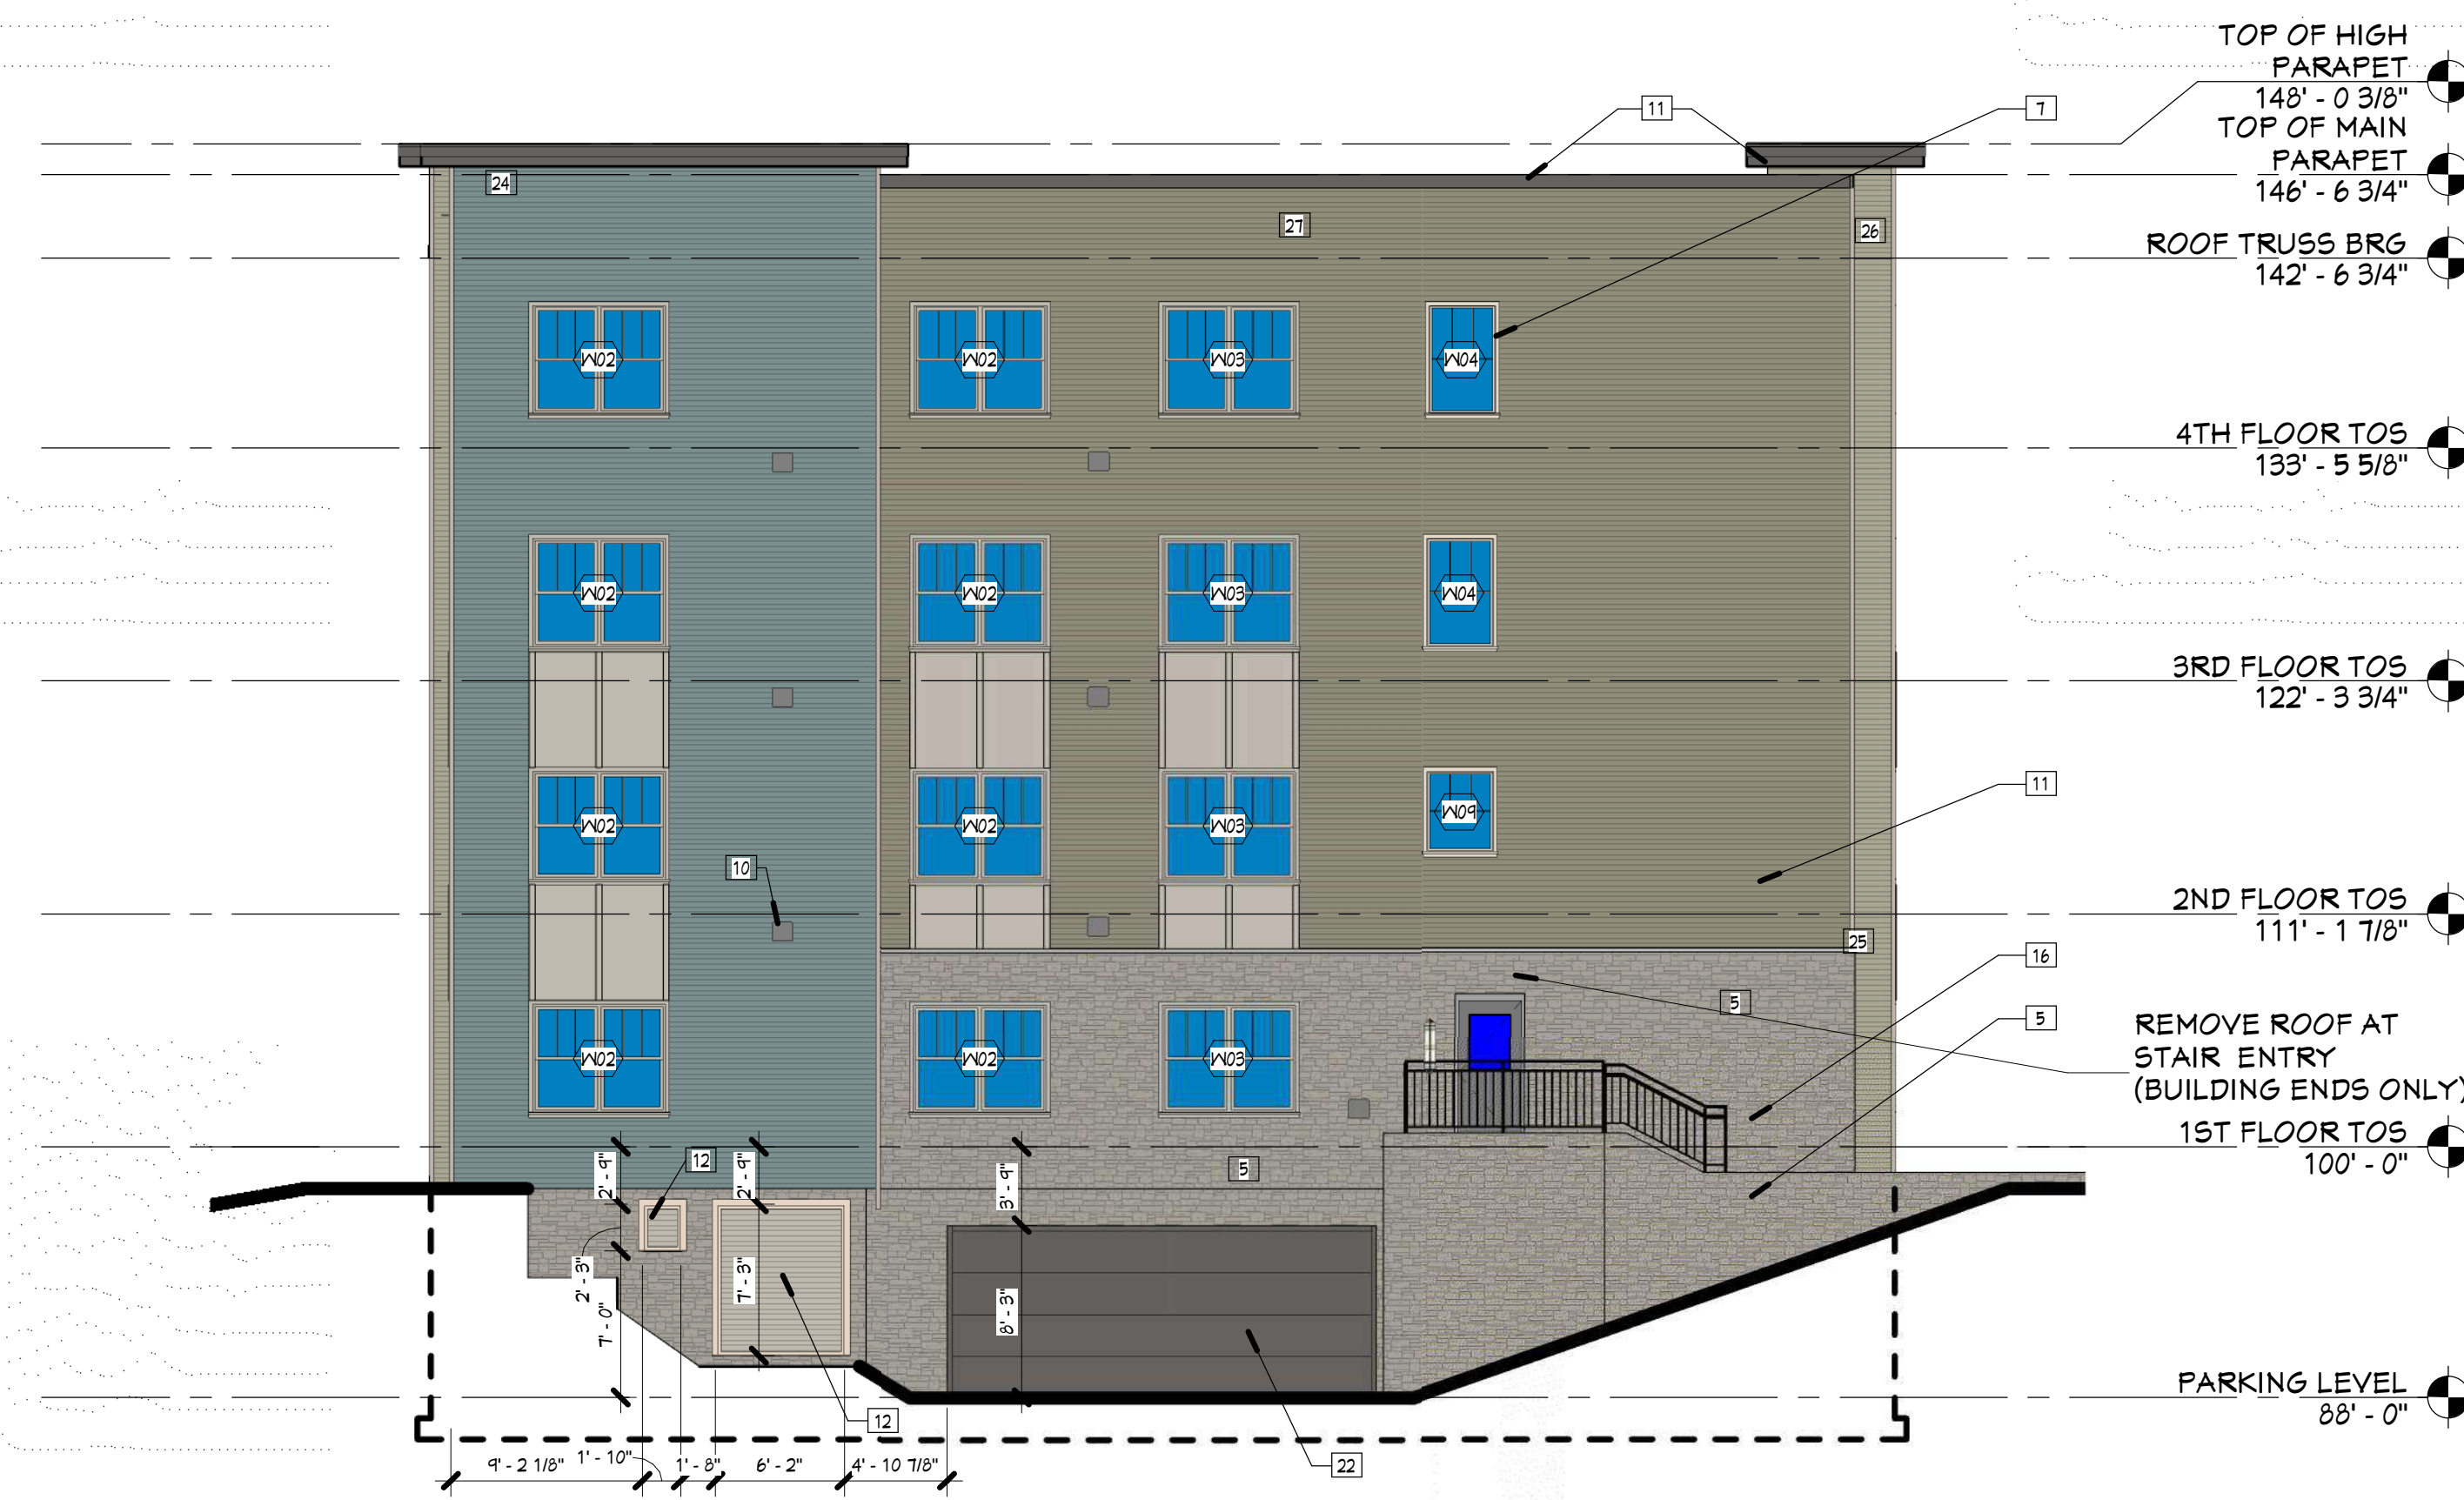 TOP OF HIGH
PARAPET
148' - 0 3/8"
TOP OF MAIN
PARAPET
146' - 6 3/4"
ROOF TRUSS BRG
142' - 6 3/4"
4TH FLOOR TOS
133' - 5 5/8"
3RD FLOOR TOS
122' - 3 3/4"
2ND FLOOR TOS
111' - 1 7/8"
REMOVE ROOF AT
STAIR ENTRY
(BUILDING ENDS ONLY)
1ST FLOOR TOS
100' - 0"
PARKING LEVEL
88' - 0"
11
7
24
27
26
W02
W02
W03
W04
W02
W02
W03
W04
11
W02
W02
W03
W09
10
25
16
5
5
W02
W02
W03
12
5
2' - 9"
2' - 9"
3' - 9"
2' - 3"
7' - 3"
7' - 0"
8' - 3"
12
22
9' - 2 1/8"
1' - 10"
1' - 8"
6' - 2"
4' - 10 7/8"